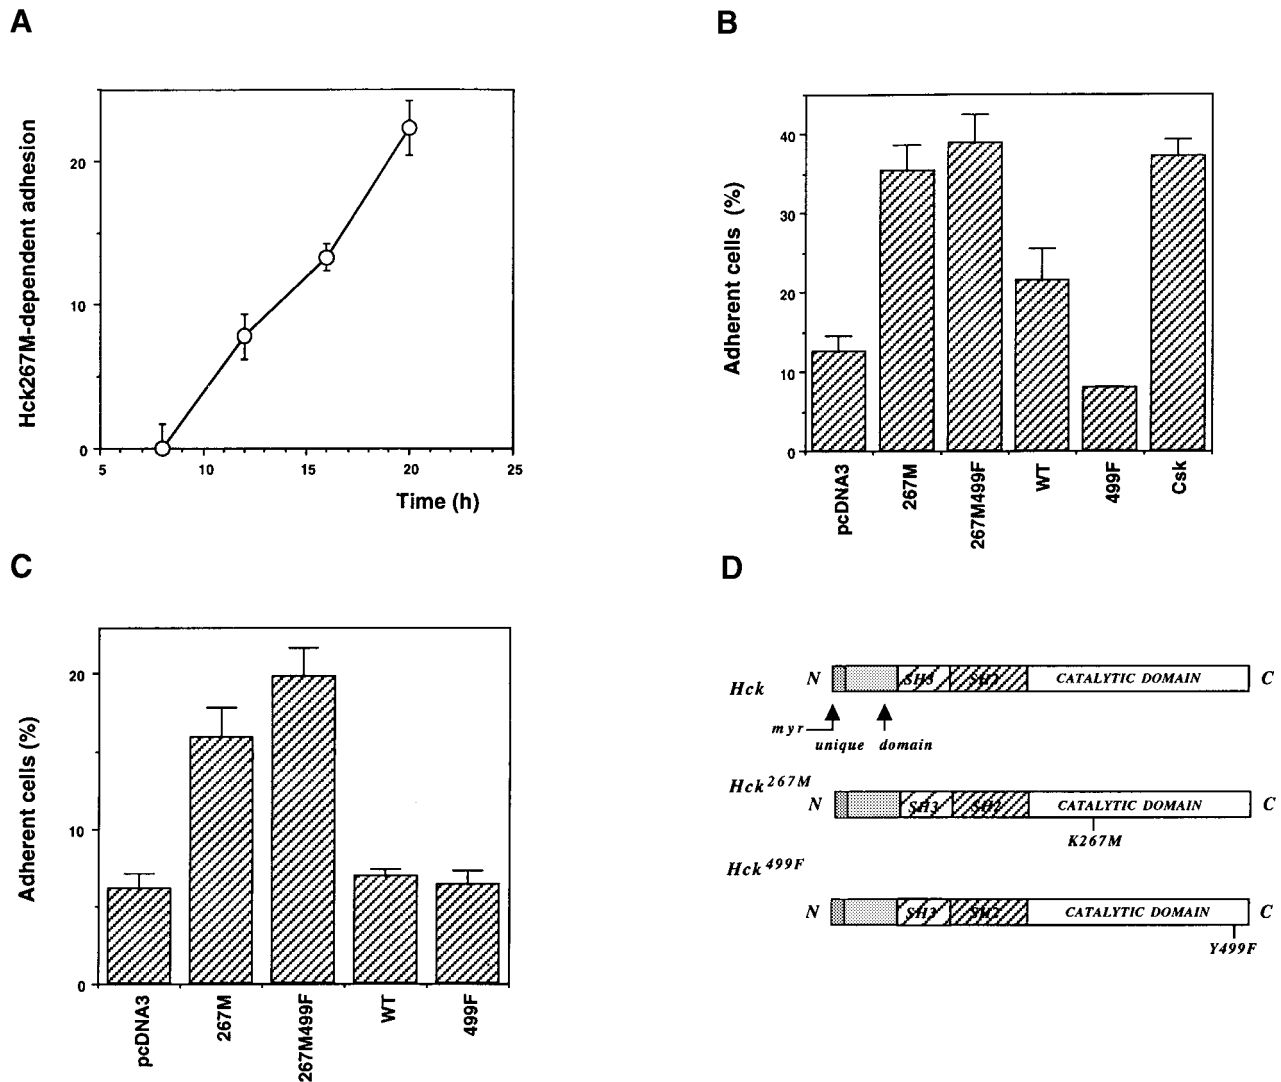 A
Hck267M-dependent adhesion
20
10
0
5
10
15
20
25
Time (h)
B
Adherent cells (%)
40
30
20
10
0
pcDNA3
267M
267M499F
WT
499F
Csk
C
Adherent cells (%)
20
10
0
pcDNA3
267M
267M499F
WT
499F
D
Hck
N SH3 SH2 CATALYTIC DOMAIN C
myr
unique domain
Hck267M
N SH3 SH2 CATALYTIC DOMAIN C
K267M
Hck499F
N SH3 SH2 CATALYTIC DOMAIN C
Y499F